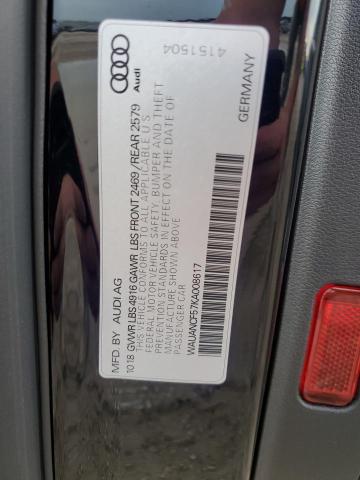 MFD. BY AUDI AG
10 18 GVWR LBS 4916 GAWR LBS FRONT 2469 / REAR 2579
THIS VEHICLE CONFORMS TO ALL APPLICABLE U S
FEDERAL MOTOR VEHICLE SAFETY, BUMPER AND THEFT
PREVENTION STANDARDS IN EFFECT ON THE DATE OF
MANUFACTURE SHOWN ABOVE
PASSENGER CAR
WAUANCF57KA008617
Audi
4151504
GERMANY